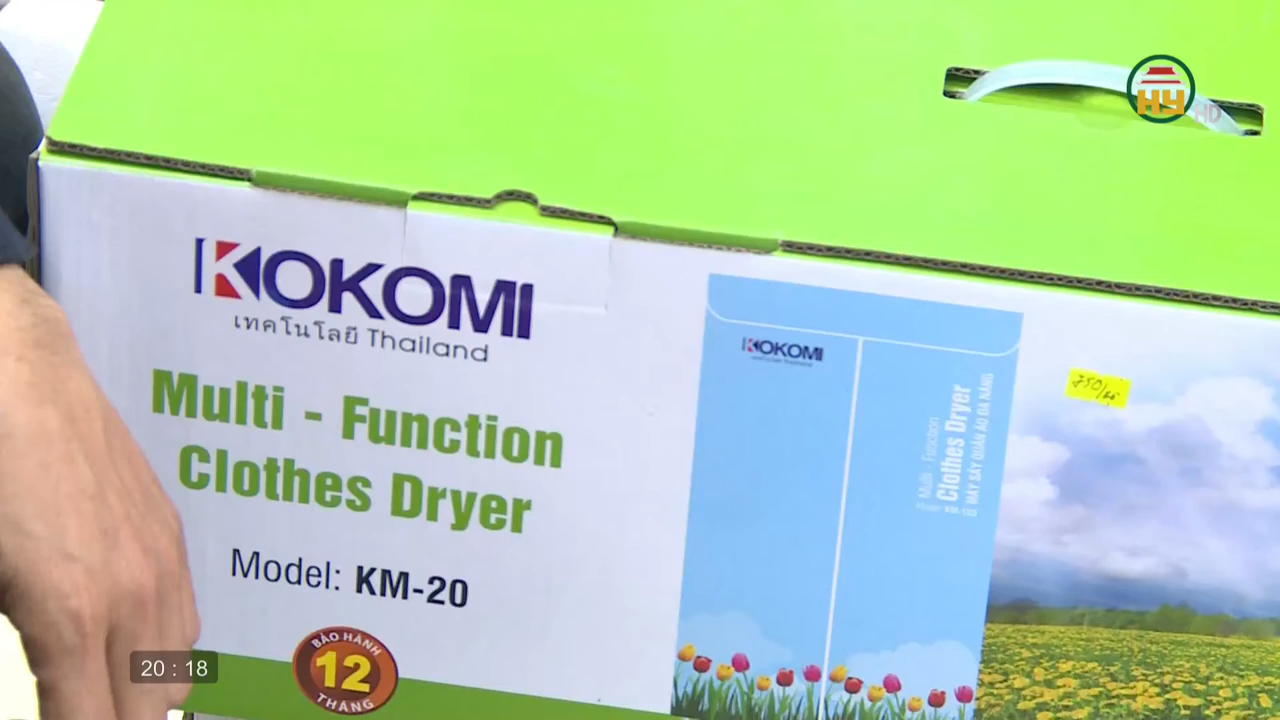 HY
HD
KOKOMI
เทคโนโลยี Thailand
Multi - Function
Clothes Dryer
Model: KM-20
BẢO HÀNH
12
THÁNG
KOKOMI
Multi - Function
Clothes Dryer
MÁY SẤY QUẦN ÁO ĐA NĂNG
20 : 18